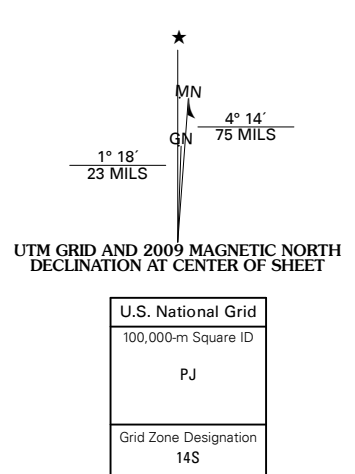 ★
MN
4° 14´
75 MILS
GN
1° 18´
23 MILS
UTM GRID AND 2009 MAGNETIC NORTH
DECLINATION AT CENTER OF SHEET
U.S. National Grid
100,000-m Square ID
PJ
Grid Zone Designation
14S